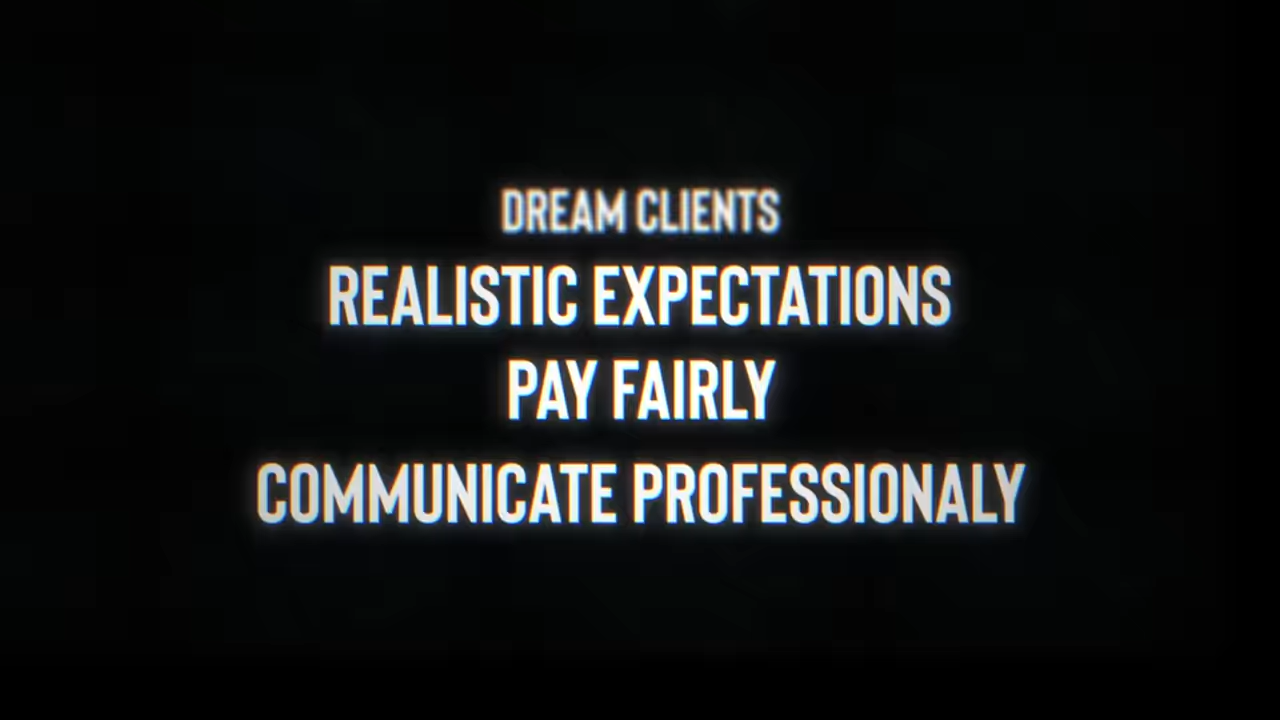 DREAM CLIENTS
REALISTIC EXPECTATIONS
PAY FAIRLY
COMMUNICATE PROFESSIONALY